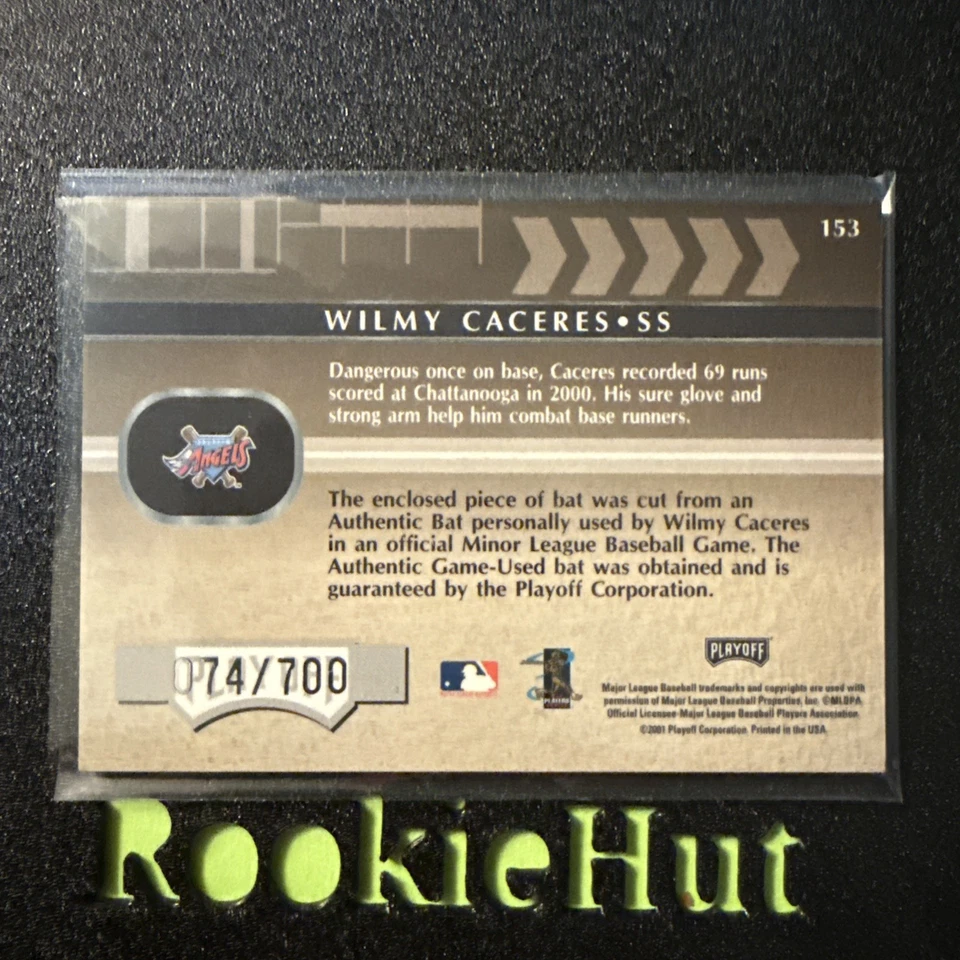 153
WILMY CACERES•SS
Dangerous once on base, Caceres recorded 69 runs
scored at Chattanooga in 2000. His sure glove and
strong arm help him combat base runners.
ANGELS
The enclosed piece of bat was cut from an
Authentic Bat personally used by Wilmy Caceres
in an official Minor League Baseball Game. The
Authentic Game-Used bat was obtained and is
guaranteed by the Playoff Corporation.
074/700
PLAYERS
PLAYOFF
Major League Baseball trademarks and copyrights are used with
permission of Major League Baseball Properties, Inc. ©MLBPA
Official Licensee-Major League Baseball Players Association
©2001 Playoff Corporation. Printed in the USA
RookieHut